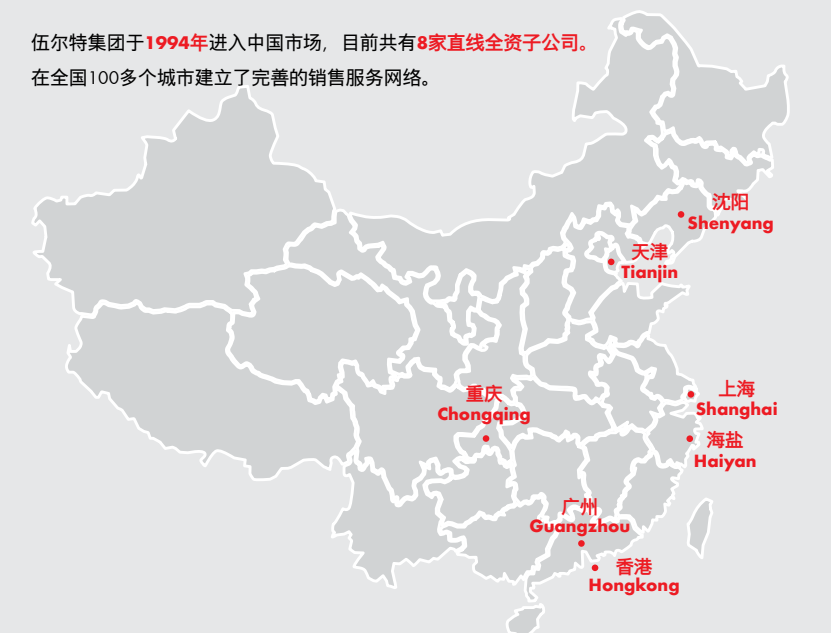 伍尔特集团于1994年进入中国市场，目前共有8家直线全资子公司。
在全国100多个城市建立了完善的销售服务网络。
沈阳
Shenyang
天津
Tianjin
上海
Shanghai
重庆
Chongqing
海盐
Haiyan
广州
Guangzhou
香港
Hongkong